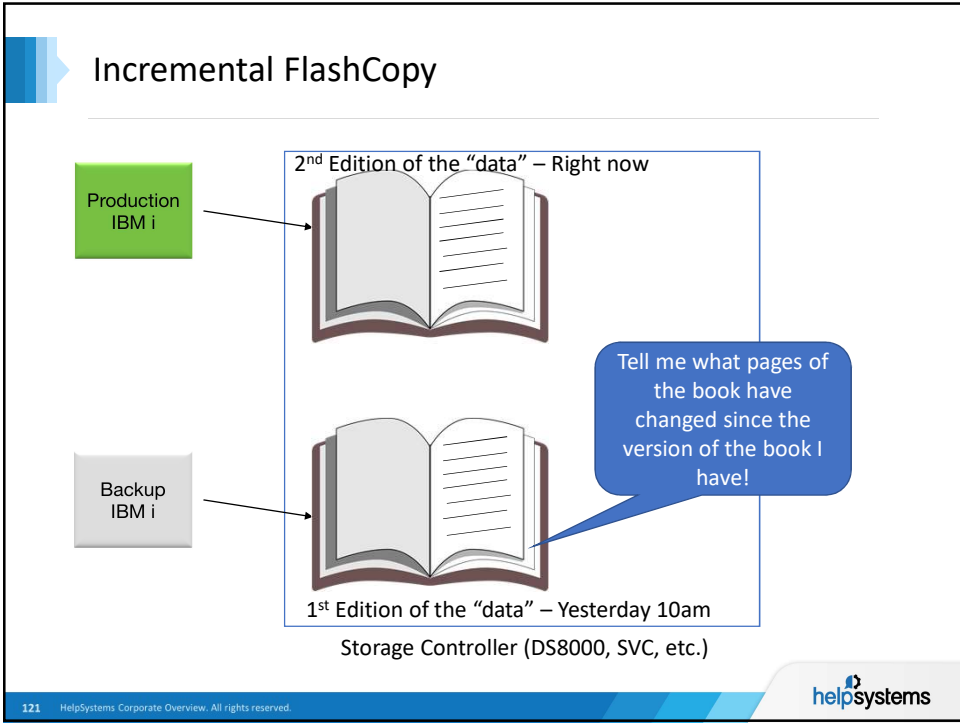 Incremental FlashCopy
2nd Edition of the “data” – Right now
Production
IBM i
Tell me what pages of
the book have
changed since the
version of the book I
have!
Backup
IBM i
1st Edition of the “data” – Yesterday 10am
Storage Controller (DS8000, SVC, etc.)
121 HelpSystems Corporate Overview. All rights reserved.
helpsystems